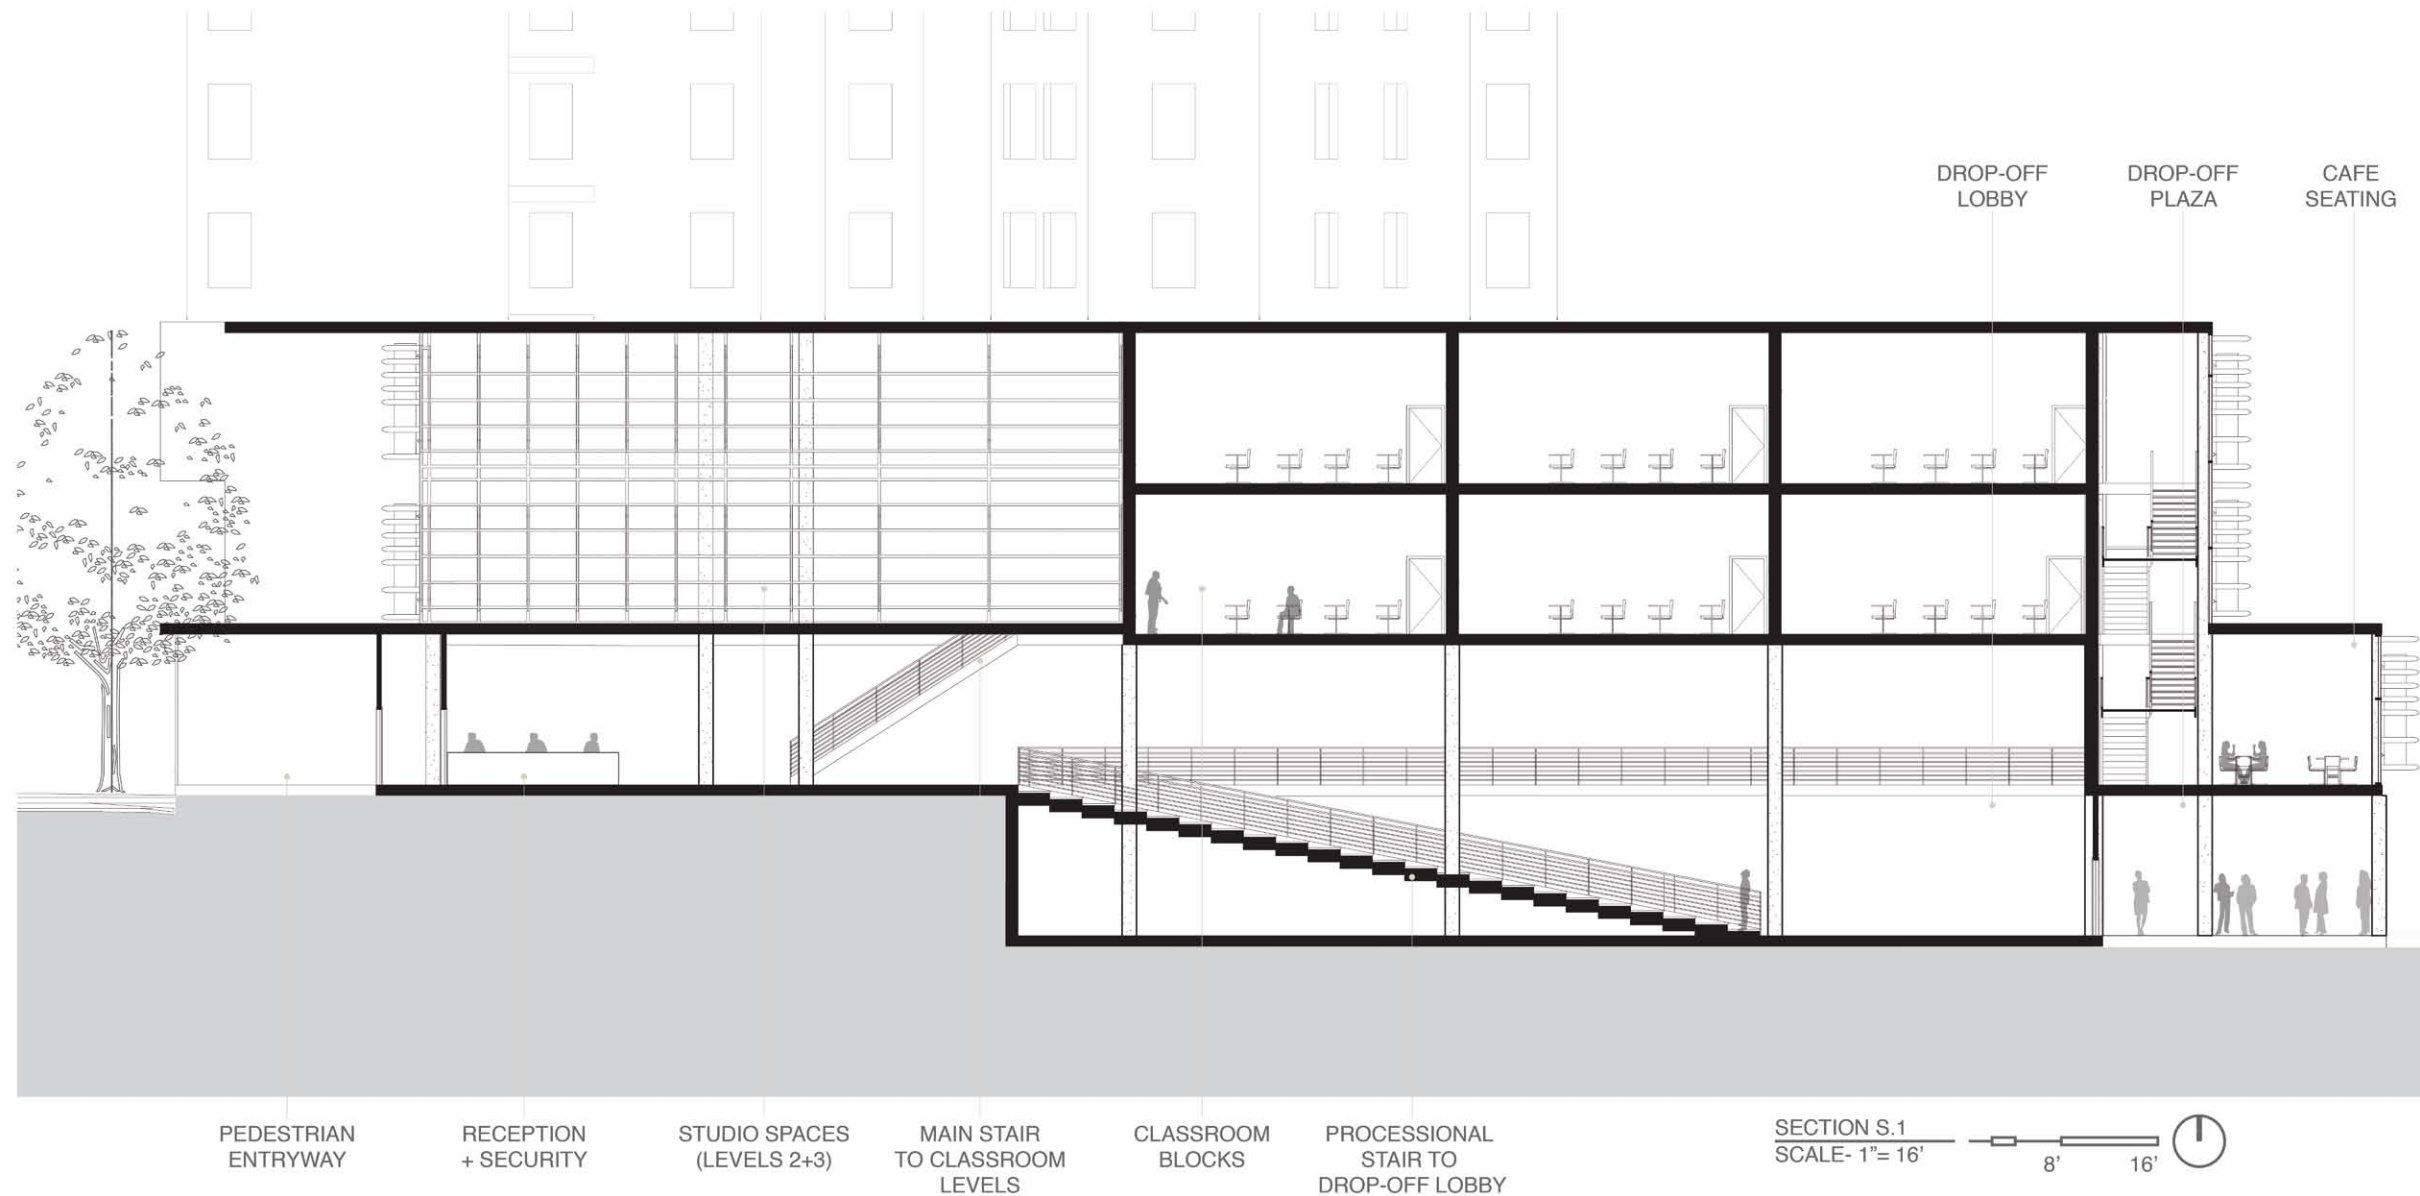 DROP-OFF
LOBBY
DROP-OFF
PLAZA
CAFE
SEATING
PEDESTRIAN
ENTRYWAY
RECEPTION
+ SECURITY
STUDIO SPACES
(LEVELS 2+3)
MAIN STAIR
TO CLASSROOM
LEVELS
CLASSROOM
BLOCKS
PROCESSIONAL
STAIR TO
DROP-OFF LOBBY
SECTION S.1
SCALE- 1"= 16'
8'
16'